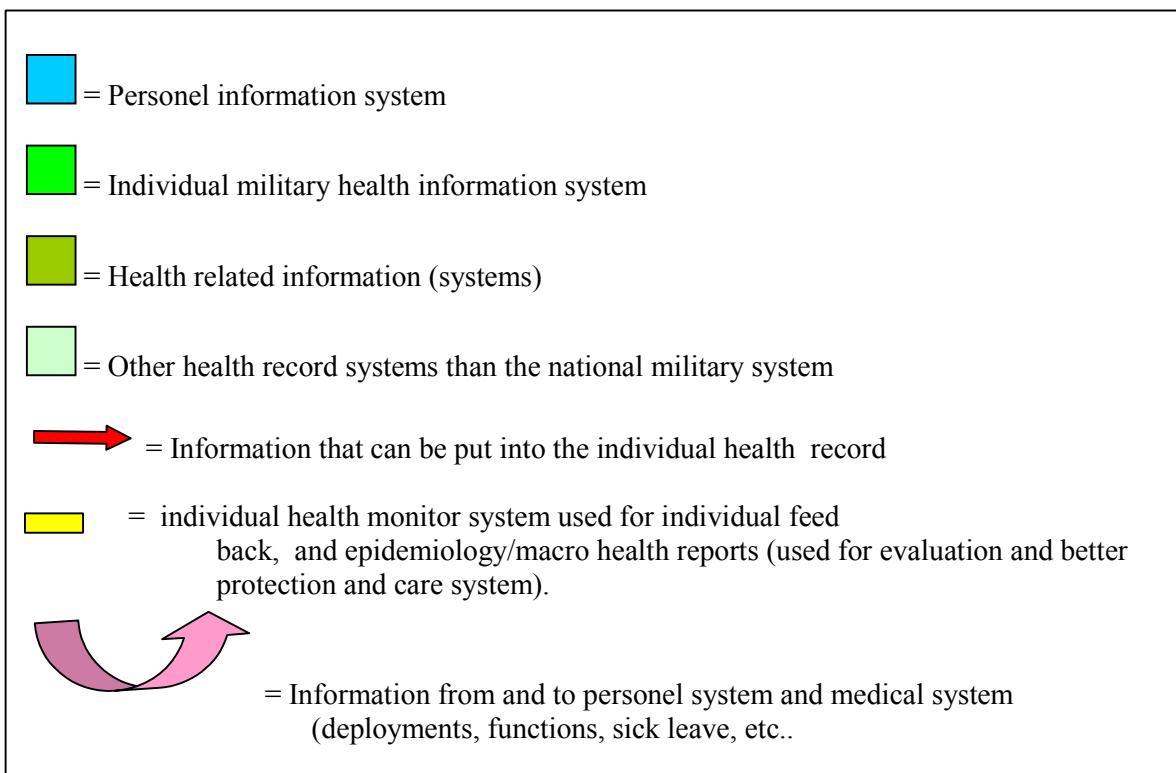 = Personel information system
= Individual military health information system
= Health related information (systems)
= Other health record systems than the national military system
= Information that can be put into the individual health record
= individual health monitor system used for individual feed
back, and epidemiology/macro health reports (used for evaluation and better
protection and care system).
= Information from and to personel system and medical system
(deployments, functions, sick leave, etc..